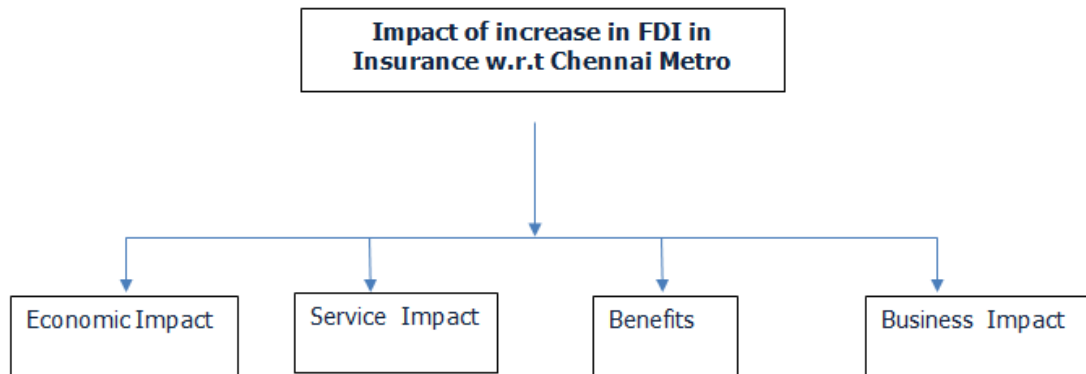 Impact of increase in FDI in
Insurance w.r.t Chennai Metro
Economic Impact
Service Impact
Benefits
Business Impact